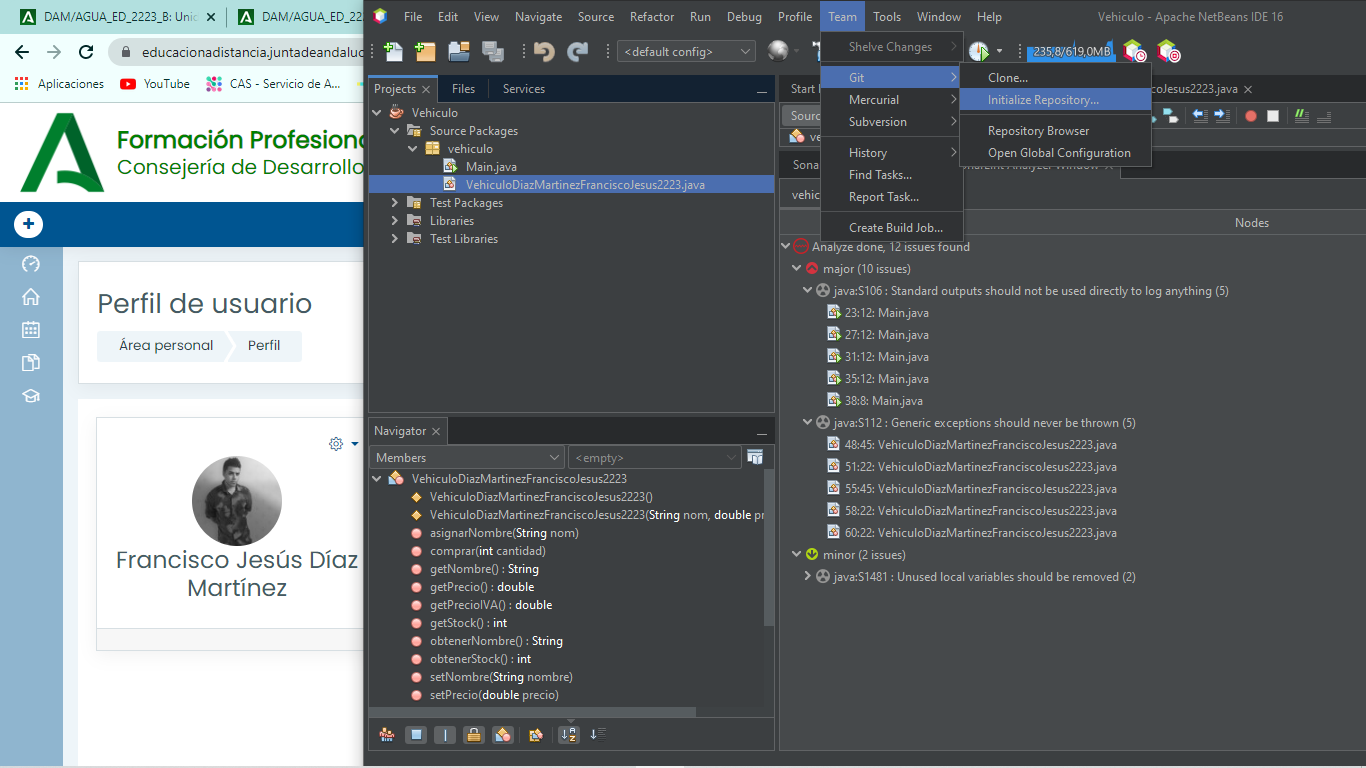 DAM/AGUA_ED_2223_B: Unic
DAM/AGUA_ED_22
educacionadistancia.juntadeandaluc
Aplicaciones
YouTube
CAS - Servicio de A...
Formación Profesion
Consejería de Desarrollo
Perfil de usuario
Área personal
Perfil
Francisco Jesús Díaz
Martínez
File Edit View Navigate Source Refactor Run Debug Profile Team Tools Window Help
Vehiculo - Apache NetBeans IDE 16
<default config>
235,8/619,0MB
Shelve Changes
Git
Mercurial
Subversion
History
Find Tasks...
Report Task...
Create Build Job...
Clone...
Initialize Repository...
Repository Browser
Open Global Configuration
Projects
Files
Services
Vehiculo
Source Packages
vehiculo
Main.java
VehiculoDiazMartinezFranciscoJesus2223.java
Test Packages
Libraries
Test Libraries
Navigator
Members
<empty>
VehiculoDiazMartinezFranciscoJesus2223
VehiculoDiazMartinezFranciscoJesus2223()
VehiculoDiazMartinezFranciscoJesus2223(String nom, double pr
asignarNombre(String nom)
comprar(int cantidad)
getNombre() : String
getPrecio() : double
getPrecioIVA() : double
getStock() : int
obtenerNombre() : String
obtenerStock() : int
setNombre(String nombre)
setPrecio(double precio)
Start
coJesus2223.java
Sourc
ve
Sona
vehic
Nodes
Analyze done, 12 issues found
major (10 issues)
java:S106 : Standard outputs should not be used directly to log anything (5)
23:12: Main.java
27:12: Main.java
31:12: Main.java
35:12: Main.java
38:8: Main.java
java:S112 : Generic exceptions should never be thrown (5)
48:45: VehiculoDiazMartinezFranciscoJesus2223.java
51:22: VehiculoDiazMartinezFranciscoJesus2223.java
55:45: VehiculoDiazMartinezFranciscoJesus2223.java
58:22: VehiculoDiazMartinezFranciscoJesus2223.java
60:22: VehiculoDiazMartinezFranciscoJesus2223.java
minor (2 issues)
java:S1481 : Unused local variables should be removed (2)